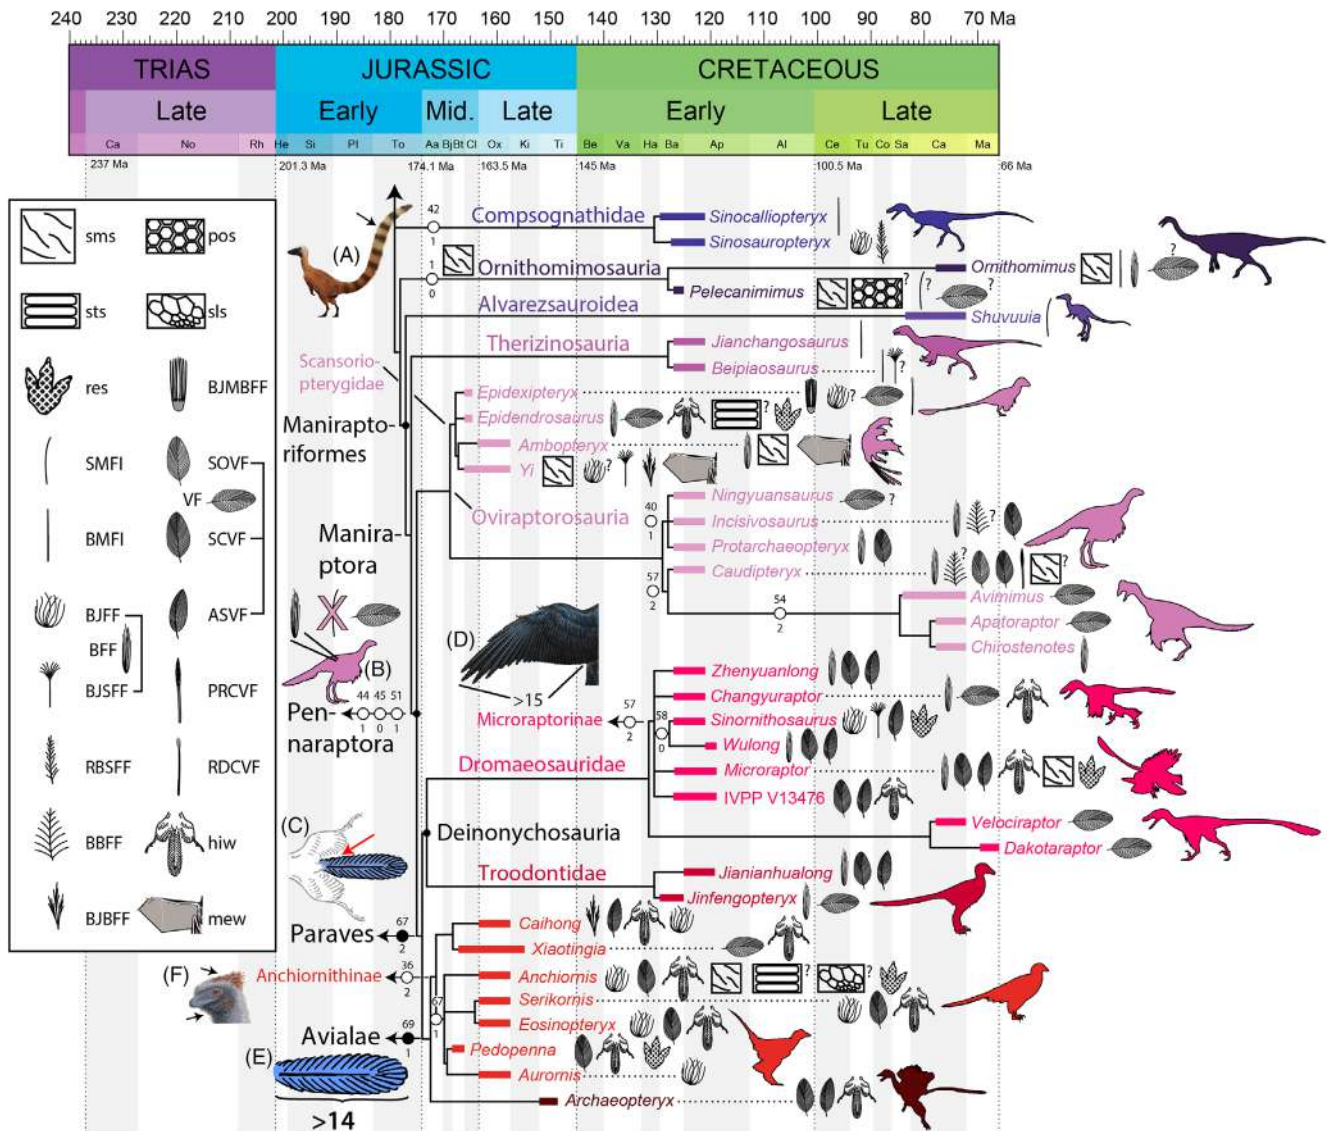 240 230 220 210 200 190 180 170 160 150 140 130 120 110 100 90 80 70 Ma
TRIAS JURASSIC CRETACEOUS
Late Early Mid. Late Early Late
Ca No Rh He Si Pl To Aa Bj Bt Cl Ox Ki Ti Be Va Ha Ba Ap Al Ce Tu Co Sa Ca Ma
237 Ma 201.3 Ma 174.1 Ma 163.5 Ma 145 Ma 100.5 Ma 66 Ma
sms pos
sts sls
res BJMBFF
SMFI SOVF
VF
BMFI SCVF
BJFF ASVF
BFF
BJSFF PRCVF
RBSFF RDCVF
BBFF hiw
BJBFF mew
(A)
42
1
Compsognathidae Sinocalliopteryx
Sinosauropteryx
1
0
Ornithomimosauria Ornithomimus ?
Pelecanimimus ? ? ?
Alvarezsauroidea Shuvuuia
Therizinosauria Jianchangosaurus
Beipiaosaurus ?
Scansorio-
pterygidae
Epidexipteryx ?
Epidendrosaurus ?
Ambopteryx
Yi ?
Manirapto-
riformes
Oviraptorosauria
Ningyuansaurus ?
40
1
Incisivosaurus ?
Protarchaeopteryx
Caudipteryx ? ?
57
2
54
2
Avimimus
Apatoraptor
Chirostenotes
Manira-
ptora
(B)
44 45 51
1 0 1
Pen-
naraptora
(D)
>15
Microraptorinae
57
2
58
0
Zhenyuanlong
Changyuraptor
Sinornithosaurus
Wulong
Dromaeosauridae Microraptor
IVPP V13476
Velociraptor
Dakotaraptor
(C)
Deinonychosauria
Troodontidae Jianianhualong
Jinfengopteryx
Paraves
67
2
Caihong
Xiaotingia
(F)
Anchiornithinae
36
2
67
1
Anchiornis ? ?
Serikornis
Eosinopteryx
Avialae
69
1
Pedopenna
Aurornis
(E)
>14
Archaeopteryx